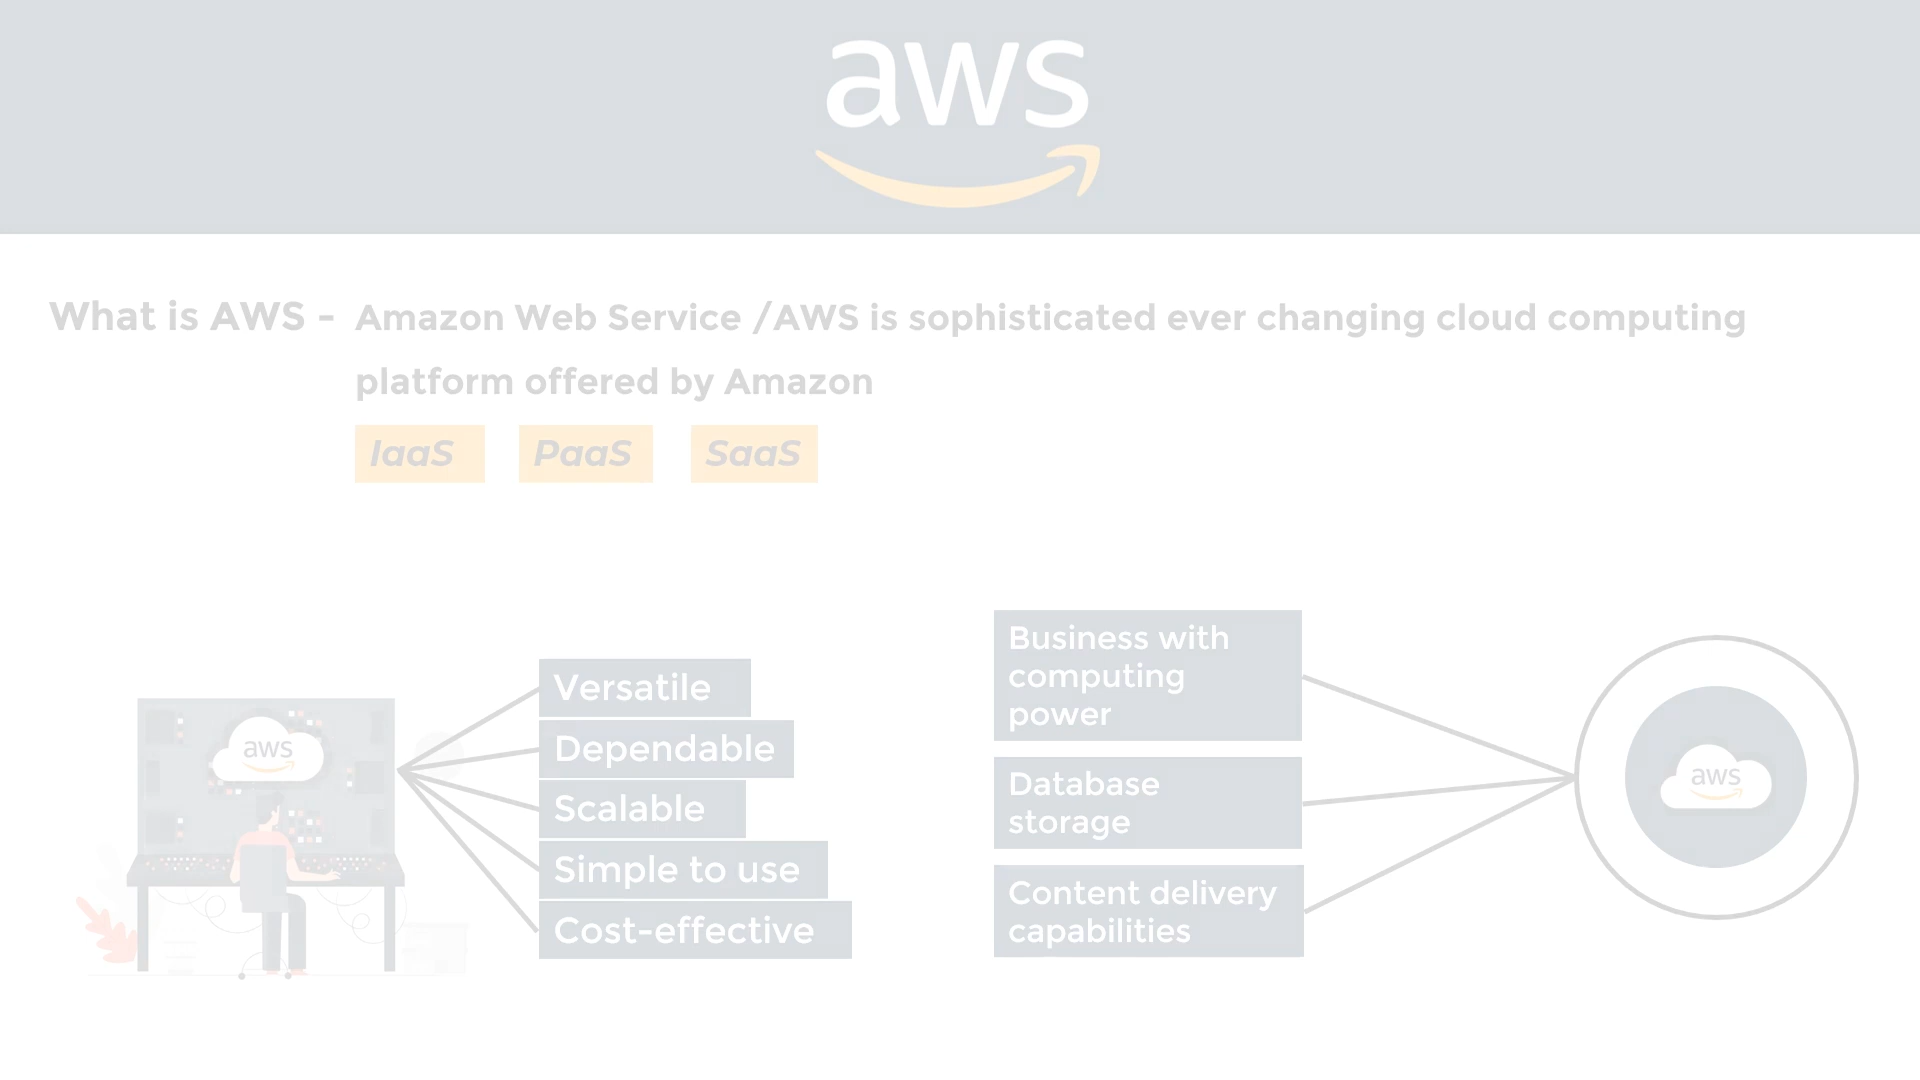 aws
What is AWS - Amazon Web Service /AWS is sophisticated ever changing cloud computing
platform offered by Amazon
IaaS PaaS SaaS
aws
Versatile
Dependable
Scalable
Simple to use
Cost-effective
Business with
computing
power
Database
storage
Content delivery
capabilities
aws